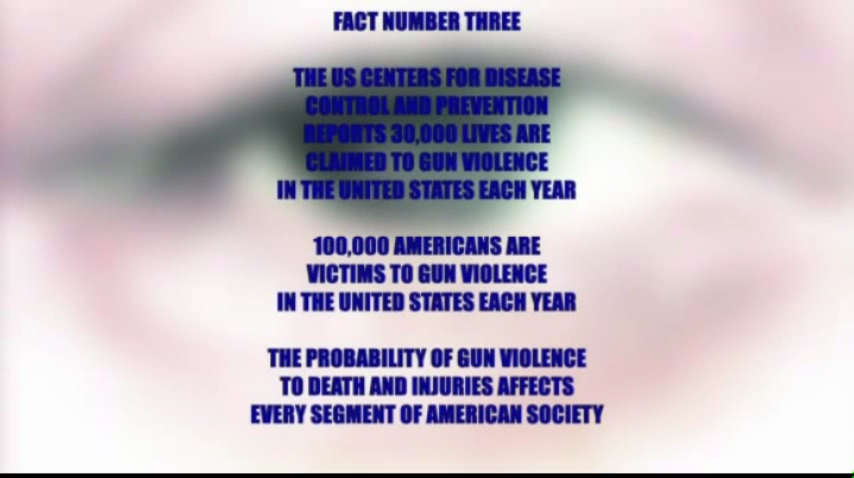 FACT NUMBER THREE
THE US CENTERS FOR DISEASE
CONTROL AND PREVENTION
REPORTS 30,000 LIVES ARE
CLAIMED TO GUN VIOLENCE
IN THE UNITED STATES EACH YEAR
100,000 AMERICANS ARE
VICTIMS TO GUN VIOLENCE
IN THE UNITED STATES EACH YEAR
THE PROBABILITY OF GUN VIOLENCE
TO DEATH AND INJURIES AFFECTS
EVERY SEGMENT OF AMERICAN SOCIETY